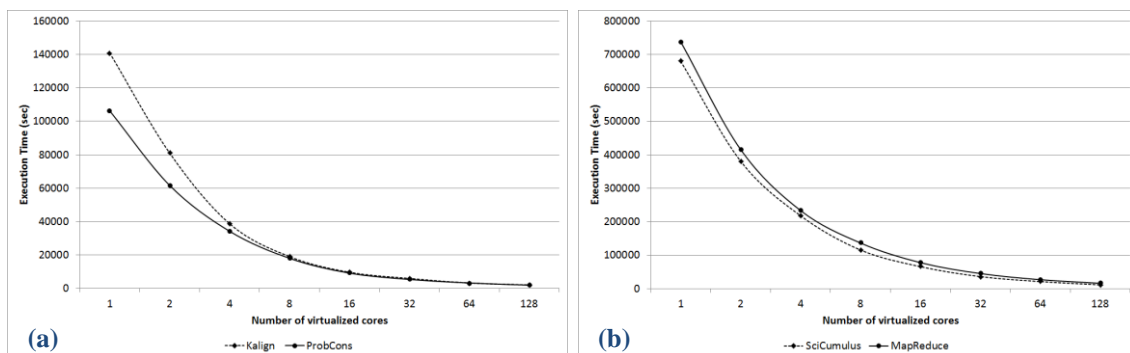 160000
140000
120000
100000
80000
60000
40000
20000
0
Execution Time (sec)
1 2 4 8 16 32 64 128
Number of virtualized cores
(a)
Kalign ProbCons
800000
700000
600000
500000
400000
300000
200000
100000
0
Execution Time (sec)
1 2 4 8 16 32 64 128
Number of virtualized cores
(b)
SciCumulus MapReduce